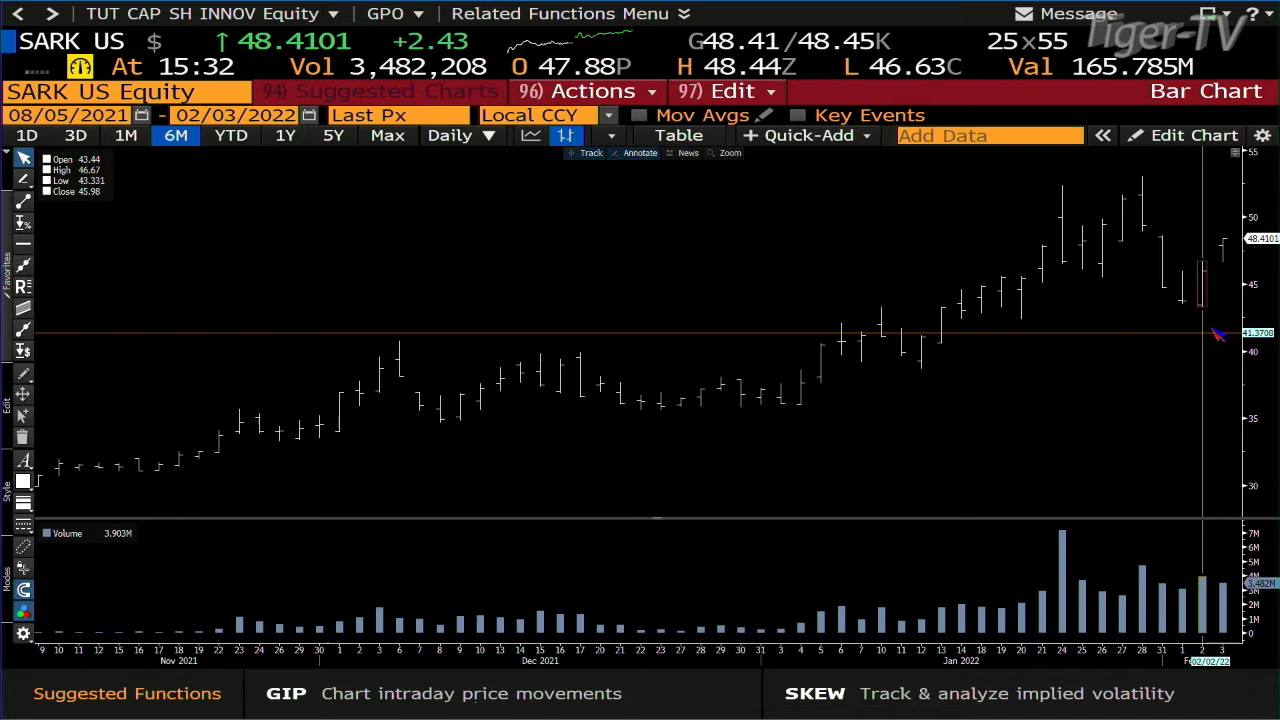 TUT CAP SH INNOV Equity GPO Related Functions Menu Message ?
Tiger-TV
SARK US $ ↑ 48.4101 +2.43 G48.41/48.45K 25x55
At 15:32 Vol 3,482,208 O 47.88P H 48.44Z L 46.63C Val 165.785M
SARK US Equity 94) Suggested Charts 96) Actions 97) Edit Bar Chart
08/05/2021 - 02/03/2022 Last Px Local CCY Mov Avgs Key Events
1D 3D 1M 6M YTD 1Y 5Y Max Daily ▼ Table + Quick-Add Add Data « Edit Chart
Track Annotate News Zoom
Open 43.44
High 46.67
Low 43.331
Close 45.98
55
50
48.4101
45
41.3708
40
35
30
Favorites
Edit
Style
Modes
Volume 3.903M
7M
6M
5M
4M
3.482M
3M
2M
1M
0
9 10 11 12 15 16 17 18 19 22 23 24 26 29 30 1 2 3 6 7 8 9 10 13 14 15 16 17 20 21 22 23 27 28 29 30 31 3 4 5 6 7 10 11 12 13 14 18 19 20 21 24 25 26 27 28 31 1 2 3
Nov 2021 Dec 2021 Jan 2022 02/02/22
Suggested Functions GIP Chart intraday price movements SKEW Track & analyze implied volatility